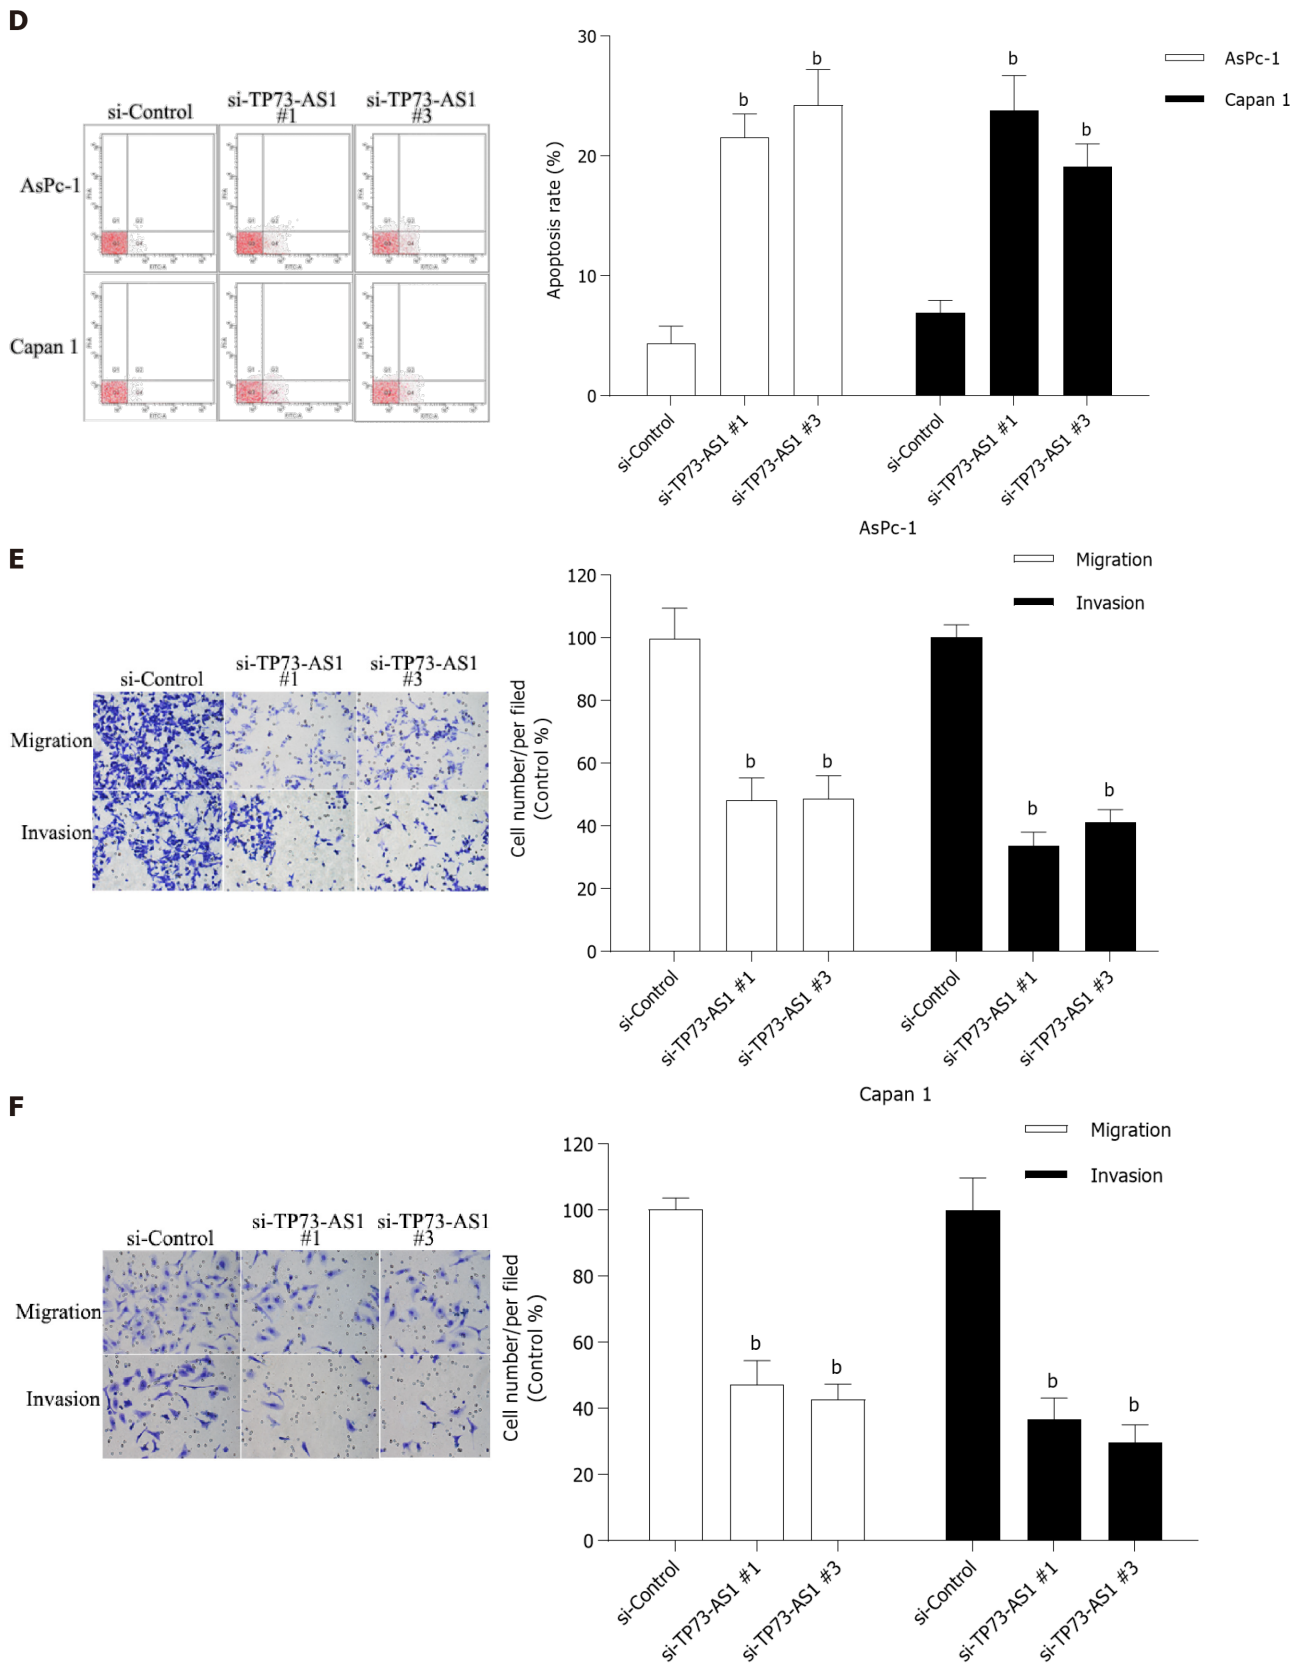 D
si-Control
si-TP73-AS1
#1
si-TP73-AS1
#3
AsPc-1
Capan 1
Q1 Q2
Q3 Q4
FITC-A
Apoptosis rate (%)
30
20
10
0
b
b
b
b
AsPc-1
Capan 1
si-Control
si-TP73-AS1 #1
si-TP73-AS1 #3
si-Control
si-TP73-AS1 #1
si-TP73-AS1 #3
E
si-Control
si-TP73-AS1
#1
si-TP73-AS1
#3
Migration
Invasion
AsPc-1
Migration
Invasion
Cell number/per filed
(Control %)
120
100
80
60
40
20
0
b
b
b
b
si-Control
si-TP73-AS1 #1
si-TP73-AS1 #3
si-Control
si-TP73-AS1 #1
si-TP73-AS1 #3
F
si-Control
si-TP73-AS1
#1
si-TP73-AS1
#3
Migration
Invasion
Capan 1
Migration
Invasion
Cell number/per filed
(Control %)
120
100
80
60
40
20
0
b
b
b
b
si-Control
si-TP73-AS1 #1
si-TP73-AS1 #3
si-Control
si-TP73-AS1 #1
si-TP73-AS1 #3